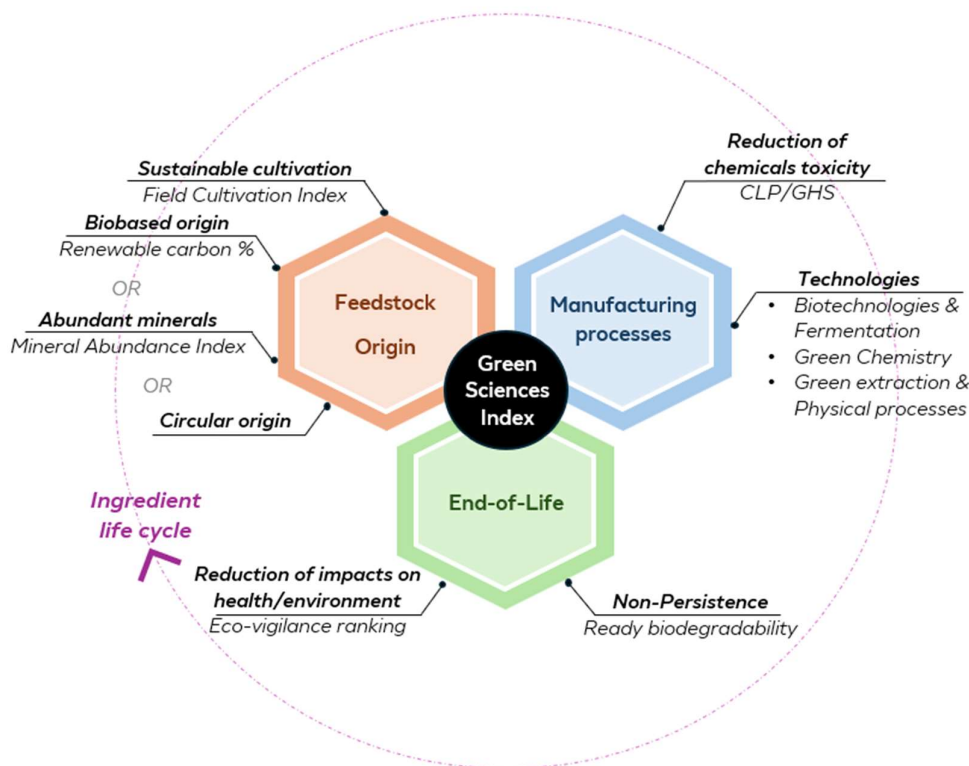 Sustainable cultivation
Field Cultivation Index
Biobased origin
Renewable carbon %
OR
Abundant minerals
Mineral Abundance Index
OR
Circular origin
Feedstock
Origin
Reduction of
chemicals toxicity
CLP/GHS
Manufacturing
processes
Technologies
• Biotechnologies &
Fermentation
• Green Chemistry
• Green extraction &
Physical processes
Green
Sciences
Index
End-of-Life
Ingredient
life cycle
Reduction of impacts on
health/environment
Eco-vigilance ranking
Non-Persistence
Ready biodegradability